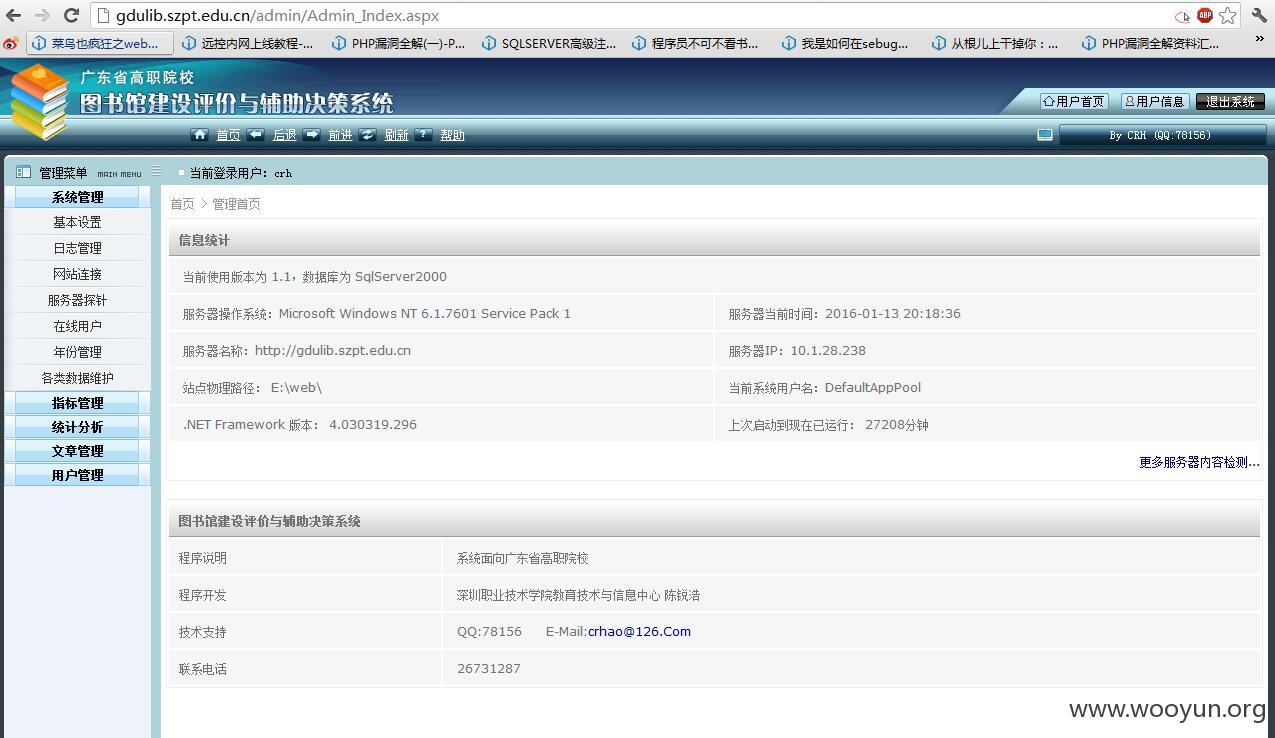 gdulib.szpt.edu.cn/admin/Admin_Index.aspx
ABP
菜鸟也疯狂之web... 远控内网上线教程-... PHP漏洞全解(一)-P... SQLSERVER高级注... 程序员不可不看书... 我是如何在sebug... 从根儿上干掉你：... PHP漏洞全解资料汇... »
广东省高职院校
图书馆建设评价与辅助决策系统
用户首页 用户信息 退出系统
首页 后退 前进 刷新 帮助
By CRH (QQ:78156)
管理菜单 MAIN MENU
当前登录用户：crh
系统管理
基本设置
日志管理
网站连接
服务器探针
在线用户
年份管理
各类数据维护
指标管理
统计分析
文章管理
用户管理
首页 > 管理首页
信息统计
当前使用版本为 1.1，数据库为 SqlServer2000
服务器操作系统：Microsoft Windows NT 6.1.7601 Service Pack 1
服务器当前时间：2016-01-13 20:18:36
服务器名称：http://gdulib.szpt.edu.cn
服务器IP：10.1.28.238
站点物理路径： E:\web\
当前系统用户名：DefaultAppPool
.NET Framework 版本： 4.030319.296
上次启动到现在已运行： 27208分钟
更多服务器内容检测...
图书馆建设评价与辅助决策系统
程序说明 系统面向广东省高职院校
程序开发 深圳职业技术学院教育技术与信息中心 陈锐浩
技术支持 QQ:78156 E-Mail:crhao@126.Com
联系电话 26731287
www.wooyun.org